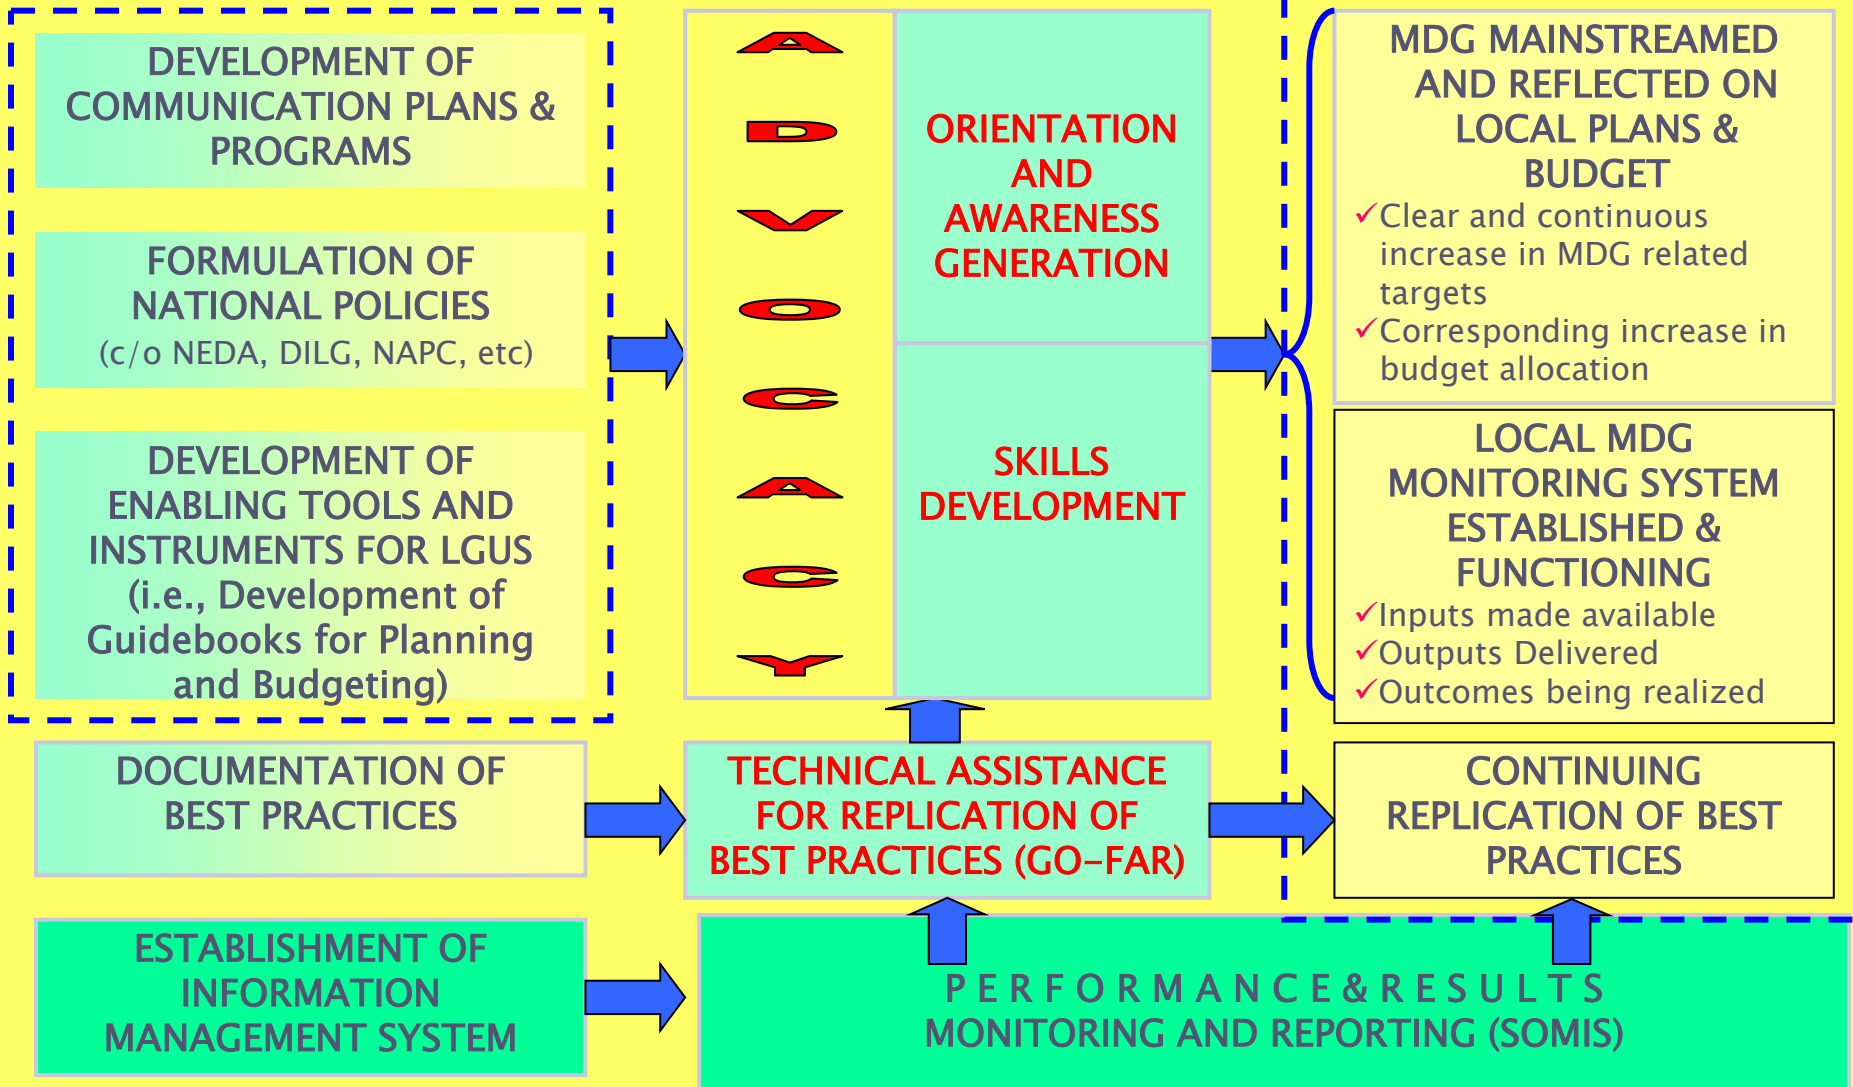 DEVELOPMENT OF
COMMUNICATION PLANS &
PROGRAMS
FORMULATION OF
NATIONAL POLICIES
(c/o NEDA, DILG, NAPC, etc)
DEVELOPMENT OF
ENABLING TOOLS AND
INSTRUMENTS FOR LGUS
(i.e., Development of
Guidebooks for Planning
and Budgeting)
DOCUMENTATION OF
BEST PRACTICES
ESTABLISHMENT OF
INFORMATION
MANAGEMENT SYSTEM
A
D
V
O
C
A
C
Y
ORIENTATION
AND
AWARENESS
GENERATION
SKILLS
DEVELOPMENT
TECHNICAL ASSISTANCE
FOR REPLICATION OF
BEST PRACTICES (GO-FAR)
P E R F O R M A N C E & R E S U L T S
MONITORING AND REPORTING (SOMIS)
MDG MAINSTREAMED
AND REFLECTED ON
LOCAL PLANS &
BUDGET
✓Clear and continuous
increase in MDG related
targets
✓Corresponding increase in
budget allocation
LOCAL MDG
MONITORING SYSTEM
ESTABLISHED &
FUNCTIONING
✓Inputs made available
✓Outputs Delivered
✓Outcomes being realized
CONTINUING
REPLICATION OF BEST
PRACTICES